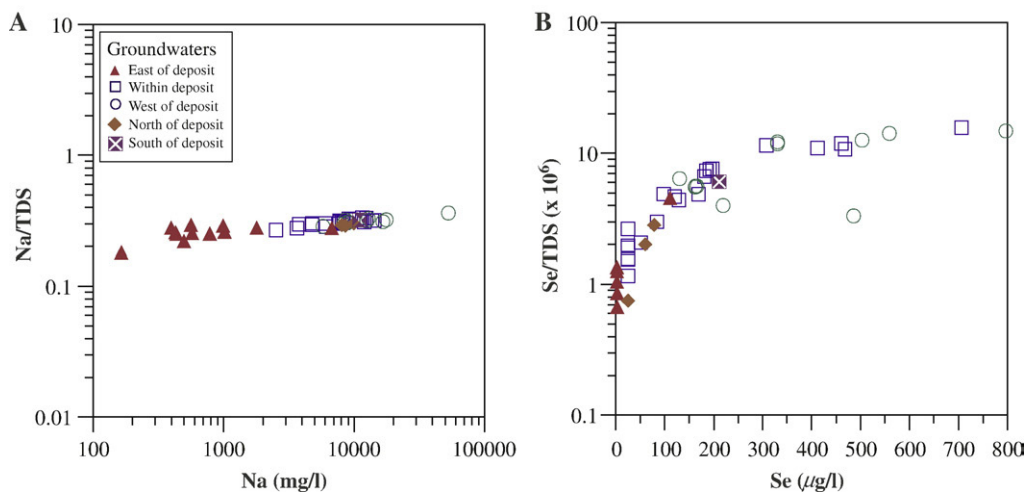 A
10
1
0.1
0.01
Na/TDS
Groundwaters
East of deposit
Within deposit
West of deposit
North of deposit
South of deposit
100
1000
10000
100000
Na (mg/l)
B
100
10
1
0.1
Se/TDS (x 10⁶)
0
100
200
300
400
500
600
700
800
Se (µg/l)